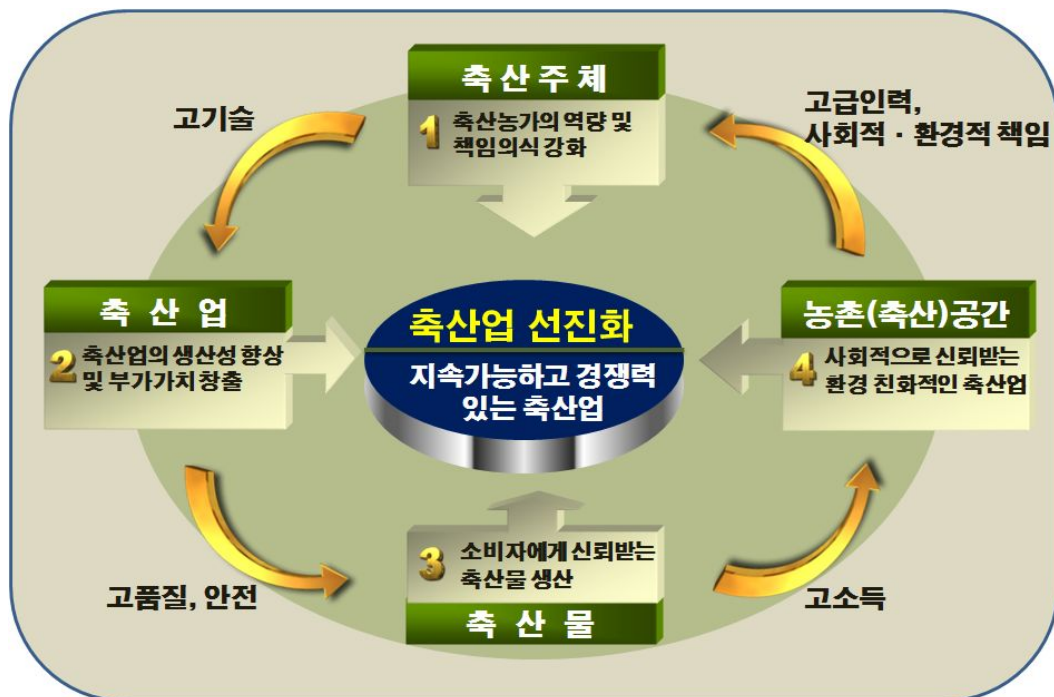 축산주체
1 축산농가의 역량 및
책임의식 강화
고기술
고급인력,
사회적 · 환경적 책임
축산업
2 축산업의 생산성 향상
및 부가가치 창출
축산업 선진화
지속가능하고 경쟁력
있는 축산업
농촌(축산)공간
4 사회적으로 신뢰받는
환경 친화적인 축산업
3 소비자에게 신뢰받는
축산물 생산
축산물
고품질, 안전
고소득